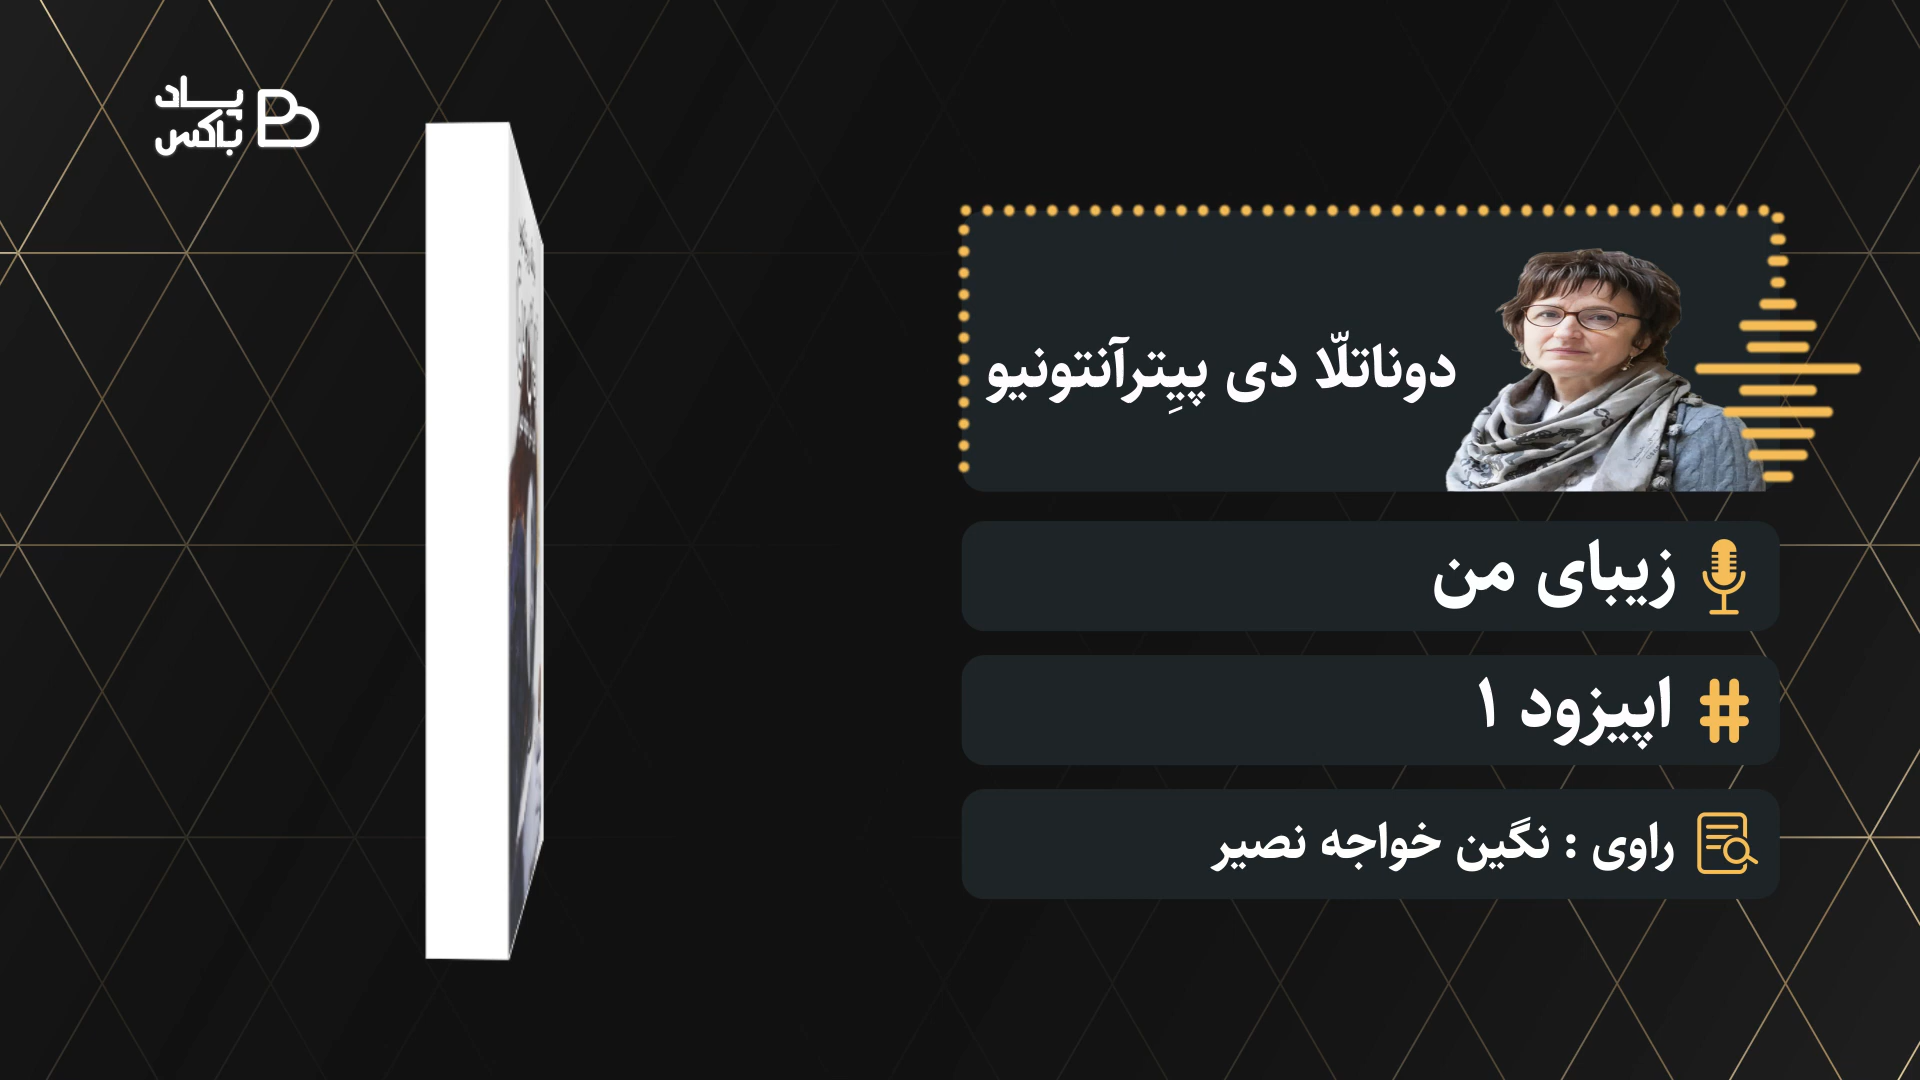 پاد
باکس
دوناتلّا دی پیِترآنتونیو
زیبای من
اپیزود ۱
راوی : نگین خواجه نصیر